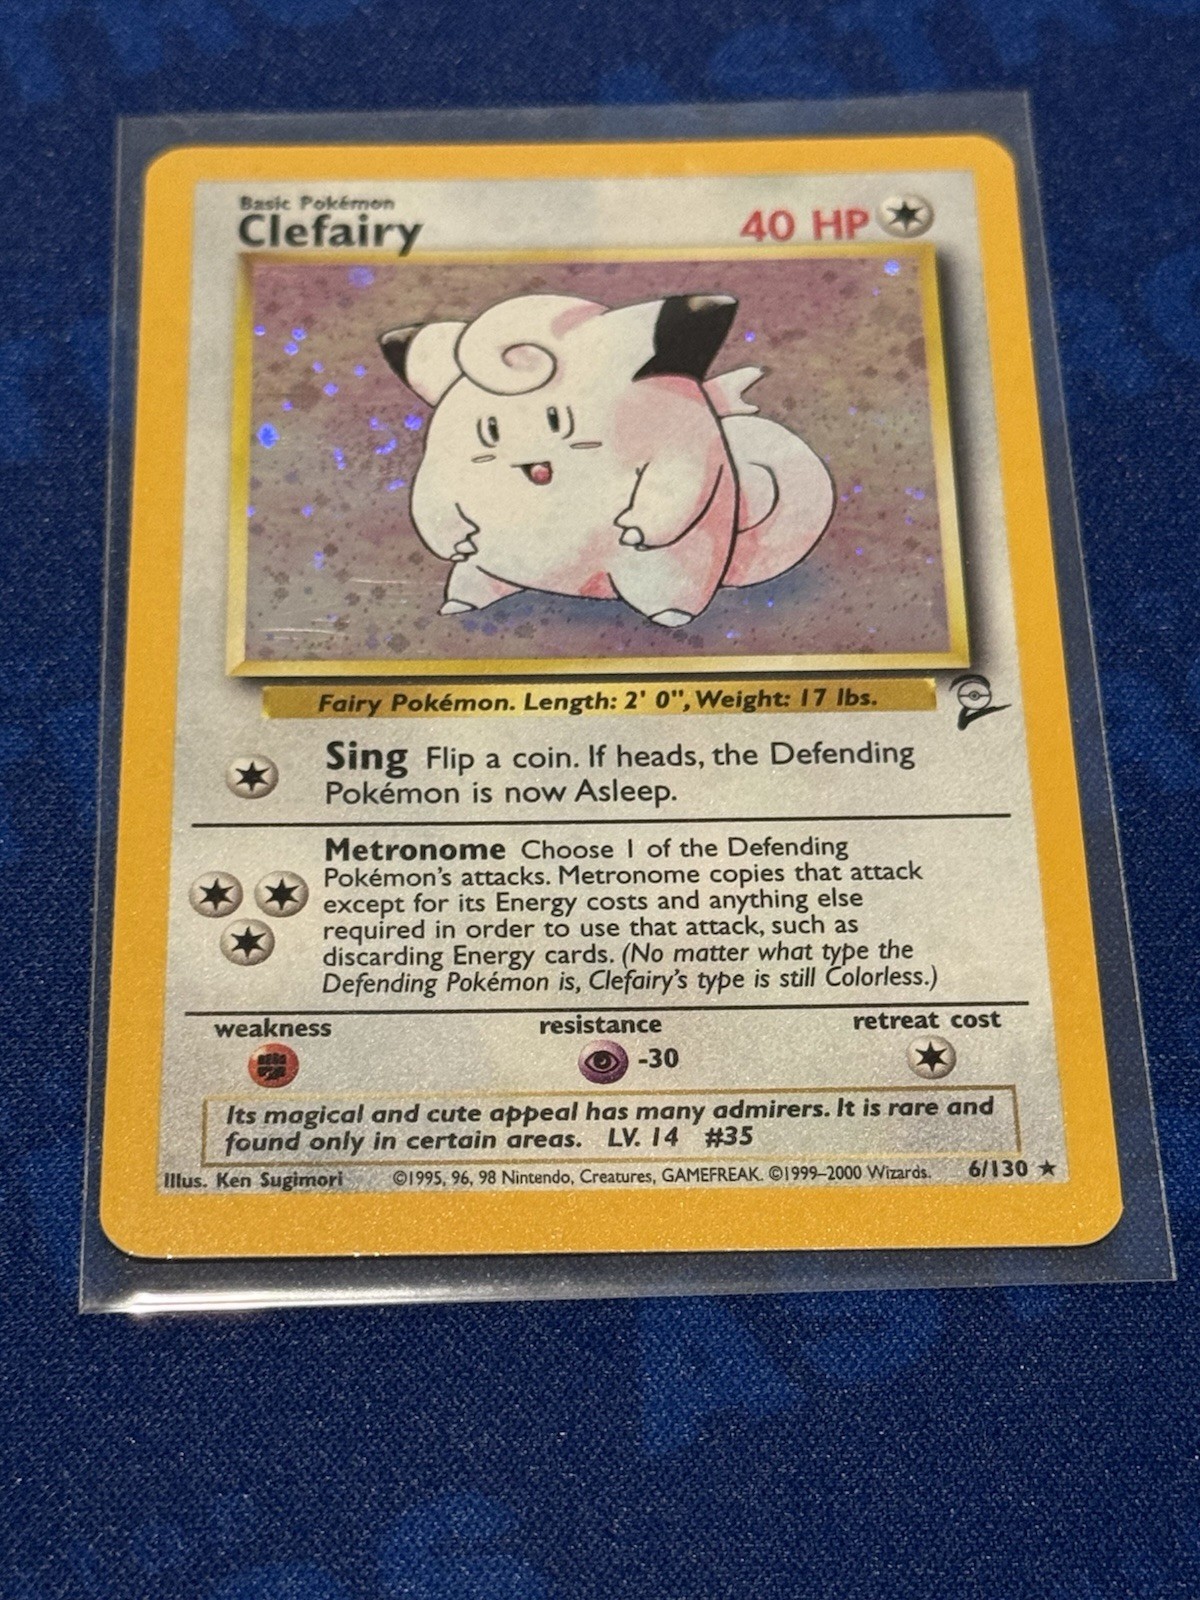 Basic Pokémon
Clefairy
40 HP
Fairy Pokémon. Length: 2' 0", Weight: 17 lbs.
Sing Flip a coin. If heads, the Defending
Pokémon is now Asleep.
Metronome Choose 1 of the Defending
Pokémon's attacks. Metronome copies that attack
except for its Energy costs and anything else
required in order to use that attack, such as
discarding Energy cards. (No matter what type the
Defending Pokémon is, Clefairy's type is still Colorless.)
weakness resistance retreat cost
-30
Its magical and cute appeal has many admirers. It is rare and
found only in certain areas. LV. 14 #35
Illus. Ken Sugimori ©1995, 96, 98 Nintendo, Creatures, GAMEFREAK. ©1999–2000 Wizards. 6/130 ★